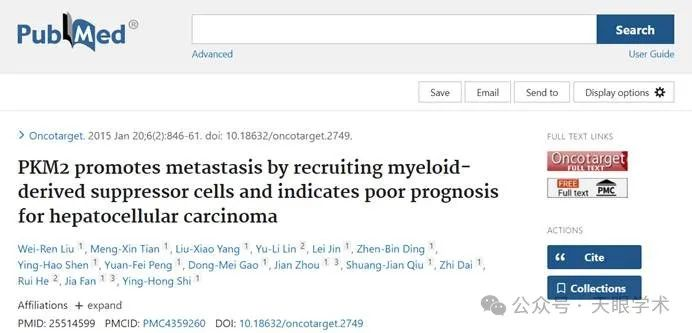 PubMed®
Search
Advanced
User Guide
Save
Email
Send to
Display options
> Oncotarget. 2015 Jan 20;6(2):846-61. doi: 10.18632/oncotarget.2749.
PKM2 promotes metastasis by recruiting myeloid-
derived suppressor cells and indicates poor prognosis
for hepatocellular carcinoma
Wei-Ren Liu 1, Meng-Xin Tian 1, Liu-Xiao Yang 1, Yu-Li Lin 2, Lei Jin 1, Zhen-Bin Ding 1,
Ying-Hao Shen 1, Yuan-Fei Peng 1, Dong-Mei Gao 1, Jian Zhou 1 3, Shuang-Jian Qiu 1, Zhi Dai 1,
Rui He 2, Jia Fan 1 3, Ying-Hong Shi 1
Affiliations + expand
PMID: 25514599 PMCID: PMC4359260 DOI: 10.18632/oncotarget.2749
FULL TEXT LINKS
Oncotarget
FULL TEXT
FREE
Full text
PMC
ACTIONS
Cite
Collections
公众号 · 天眼学术